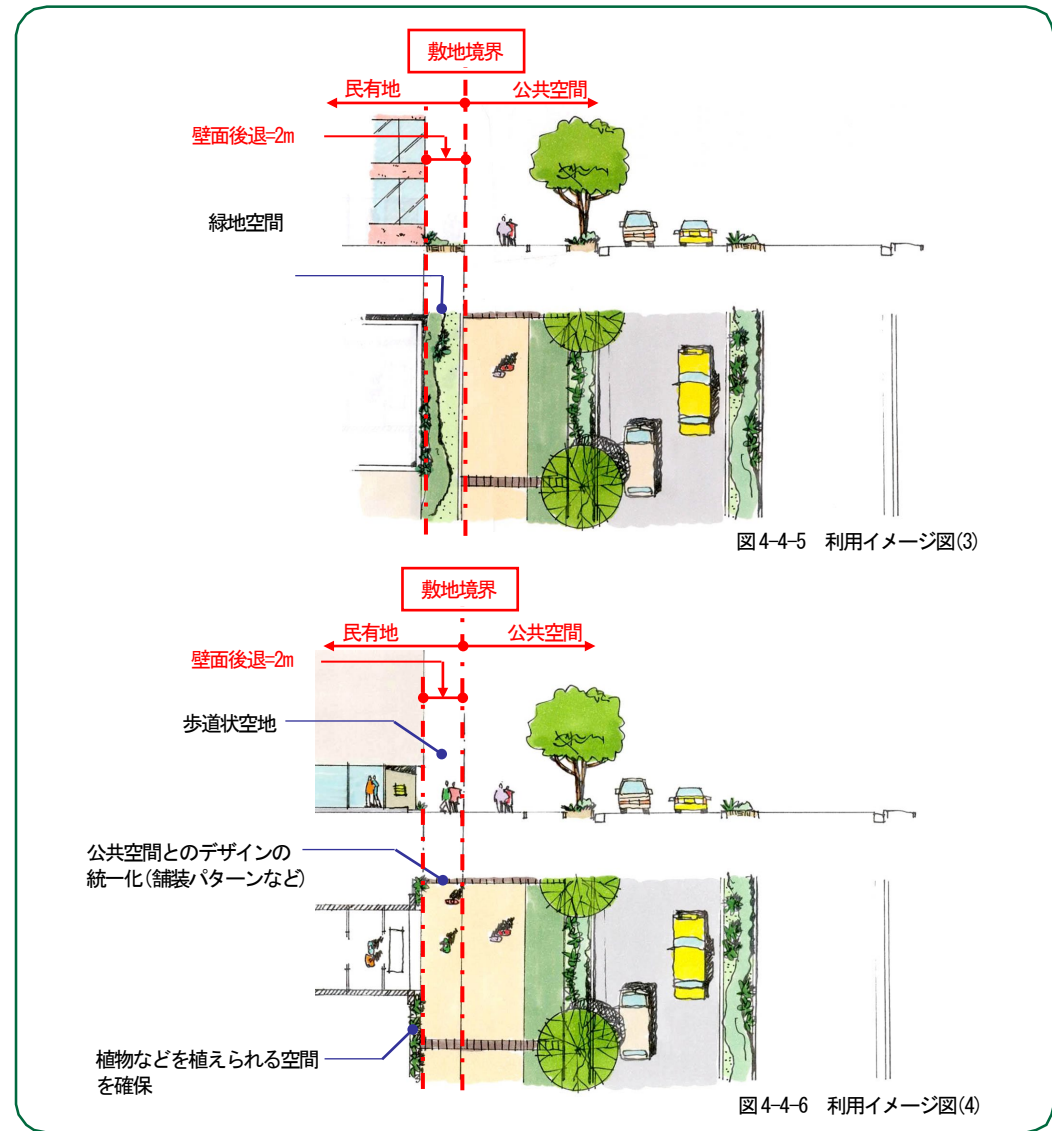 敷地境界
民有地
公共空間
壁面後退=2m
緑地空間
図4-4-5 利用イメージ図(3)
敷地境界
民有地
公共空間
壁面後退=2m
歩道状空地
公共空間とのデザインの
統一化(舗装パターンなど)
植物などを植えられる空間
を確保
図4-4-6 利用イメージ図(4)